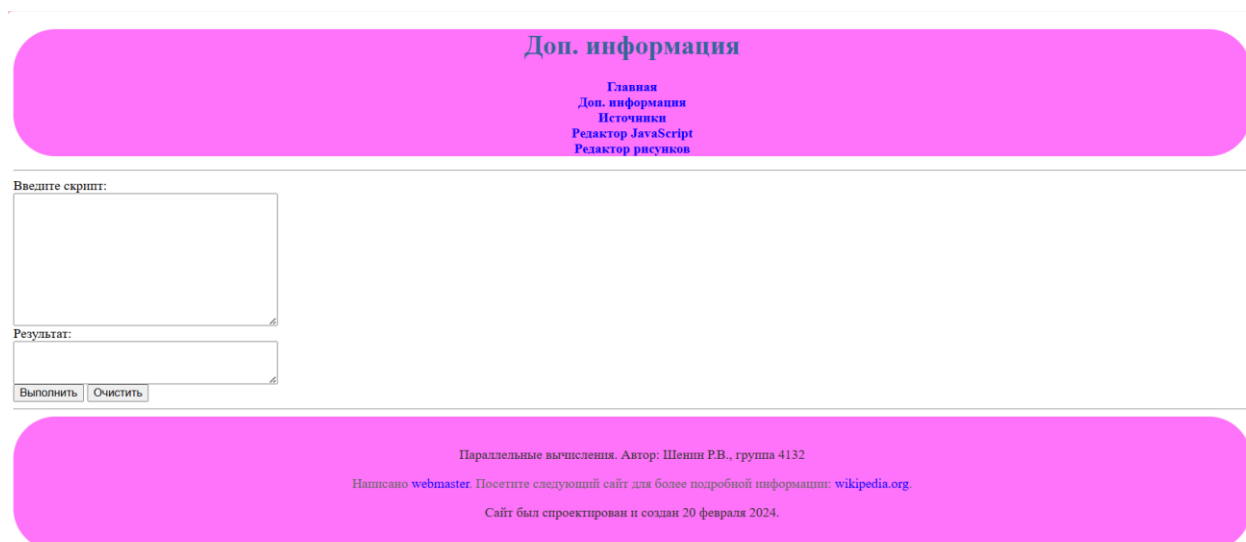 Доп. информация
Главная
Доп. информация
Источники
Редактор JavaScript
Редактор рисунков
Введите скрипт:
Результат:
Выполнить Очистить
Параллельные вычисления. Автор: Шенин Р.В., группа 4132
Написано webmaster. Посетите следующий сайт для более подробной информации: wikipedia.org.
Сайт был спроектирован и создан 20 февраля 2024.